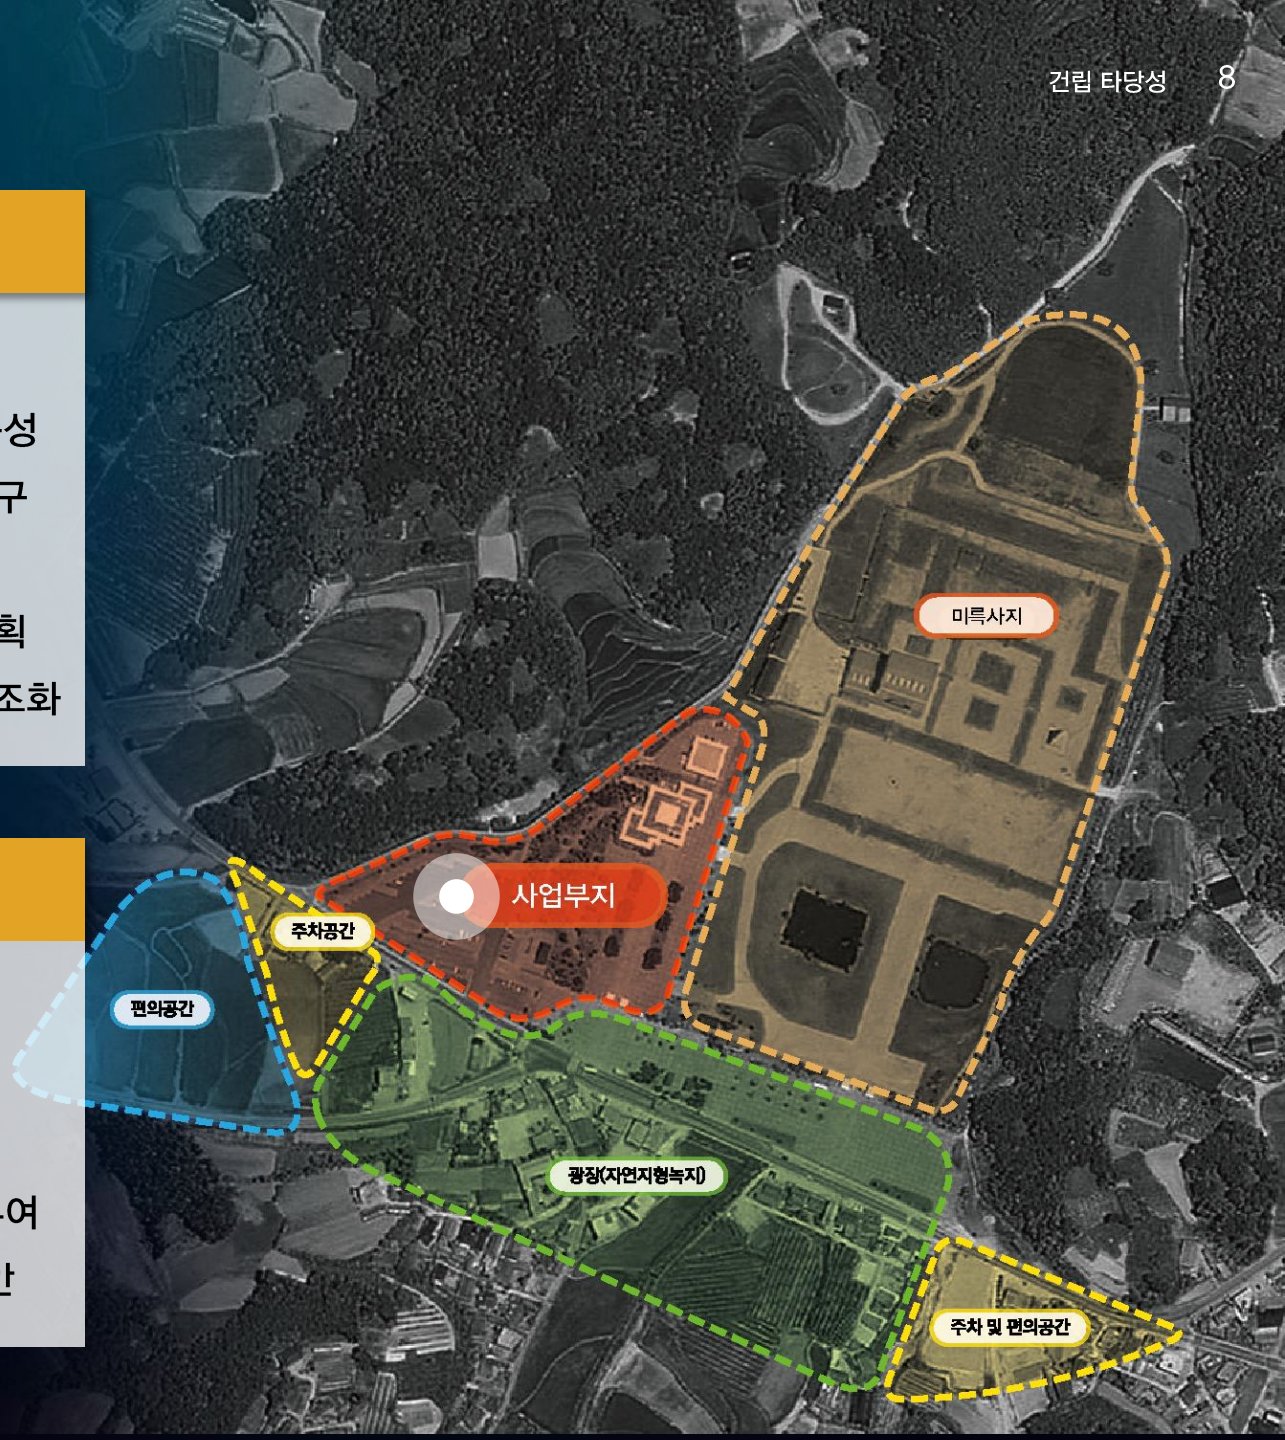 건립 타당성 8
성
구
획
조화
여
미륵사지
사업부지
주차공간
편의공간
광장(자연지형녹지)
주차 및 편의공간